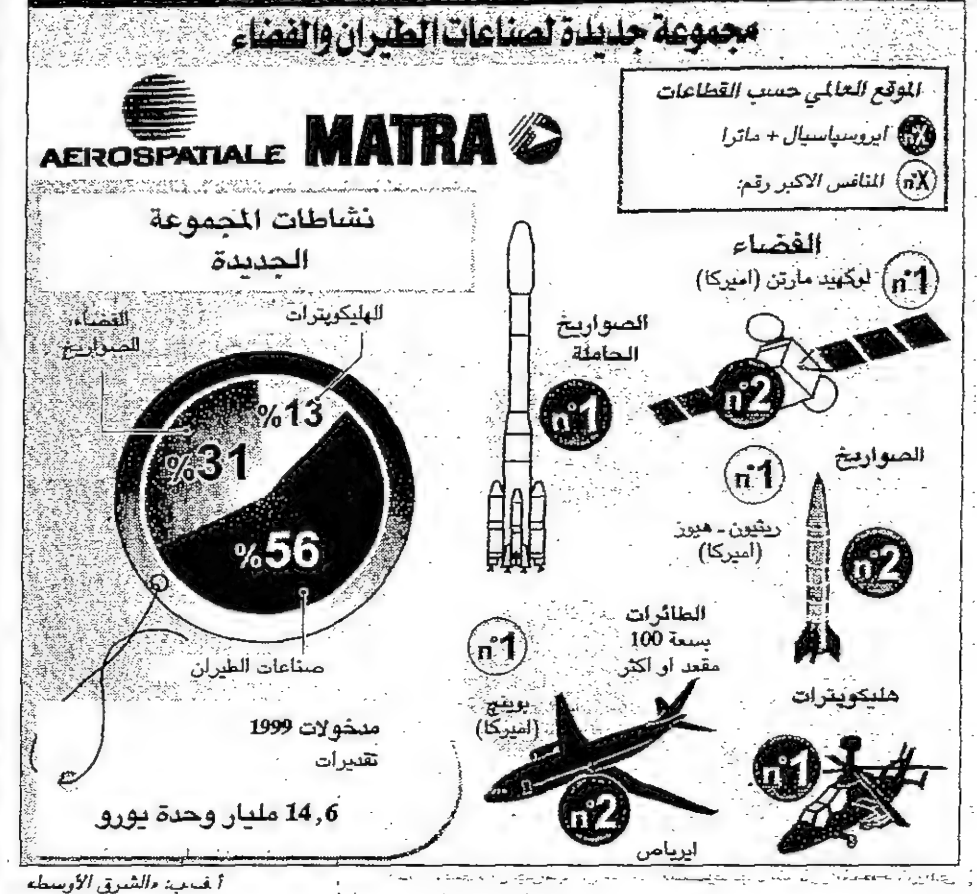 مجموعة جديدة لصناعات الطيران والفضاء
الموقع العالمي حسب القطاعات
n°X ايروسپاسيال + ماترا
n°X المنافس الاكبر رقم:
AEROSPATIALE MATRA
نشاطات المجموعة
الجديدة
الفضاء،
الصواريخ
الهليكوبترات
%13
%31
%56
صناعات الطيران
مدخولات 1999
تقديرات
14,6 مليار وحدة يورو
الفضاء
n°1
لوكهيد مارتن (اميركا)
n°2
الصواريخ
الحاملة
n°1
الصواريخ
n°1
ريثيون - هيوز
(اميركا)
n°2
الطائرات
بسعة 100
مقعد او اكثر
n°1
بوينغ
(اميركا)
n°2
ايرباص
هليكوبترات
n°1
أ ف ب: «الشرق الأوسط»